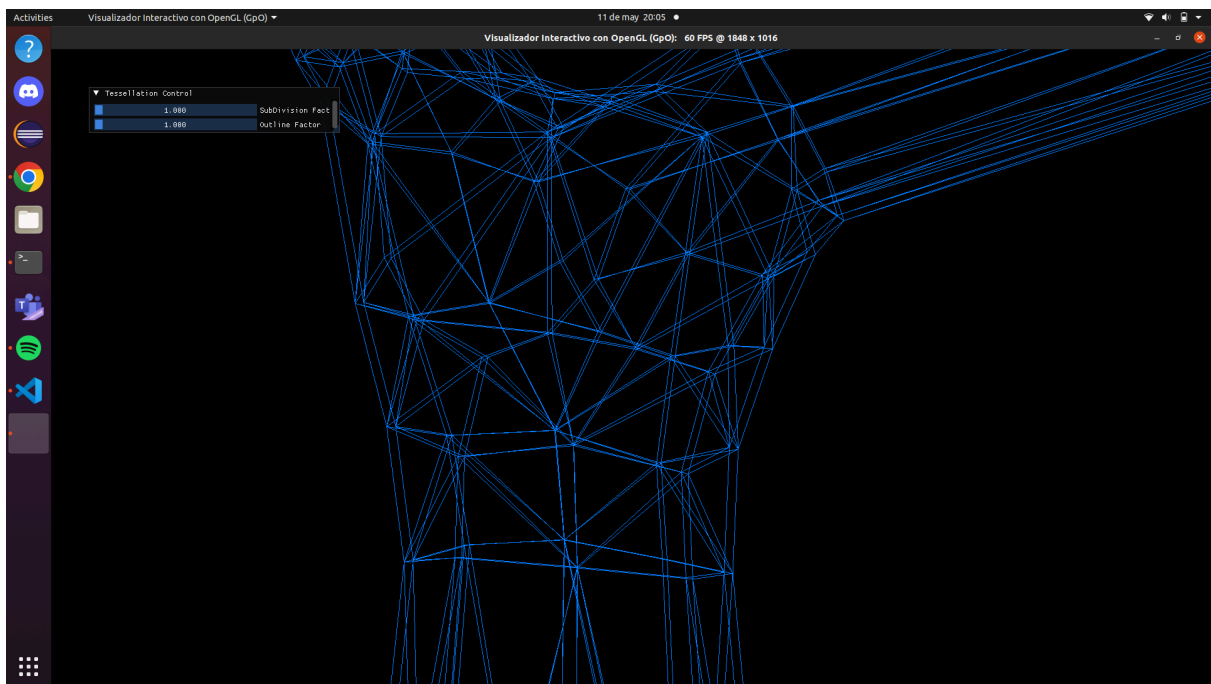 Activities
Visualizador Interactivo con OpenGL (GpO)
11 de may 20:05
Visualizador Interactivo con OpenGL (GpO): 60 FPS @ 1848 x 1016
Tessellation Control
1.000 SubDivision Fact
1.000 Outline Factor